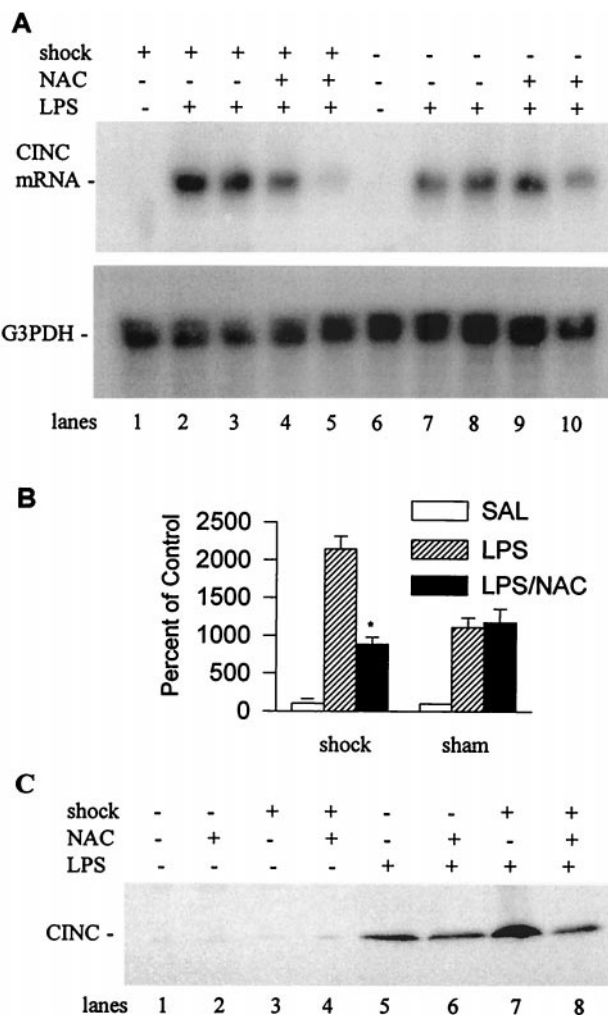 A
shock + + + + + - - - - -
NAC - - - + + - - - + +
LPS - + + + + - + + + +
CINC
mRNA -
G3PDH -
lanes 1 2 3 4 5 6 7 8 9 10
B
Percent of Control
2500
2000
1500
1000
500
0
SAL
LPS
LPS/NAC
*
shock sham
C
shock - - + + - - + +
NAC - + - + - + - +
LPS - - - - + + + +
CINC -
lanes 1 2 3 4 5 6 7 8